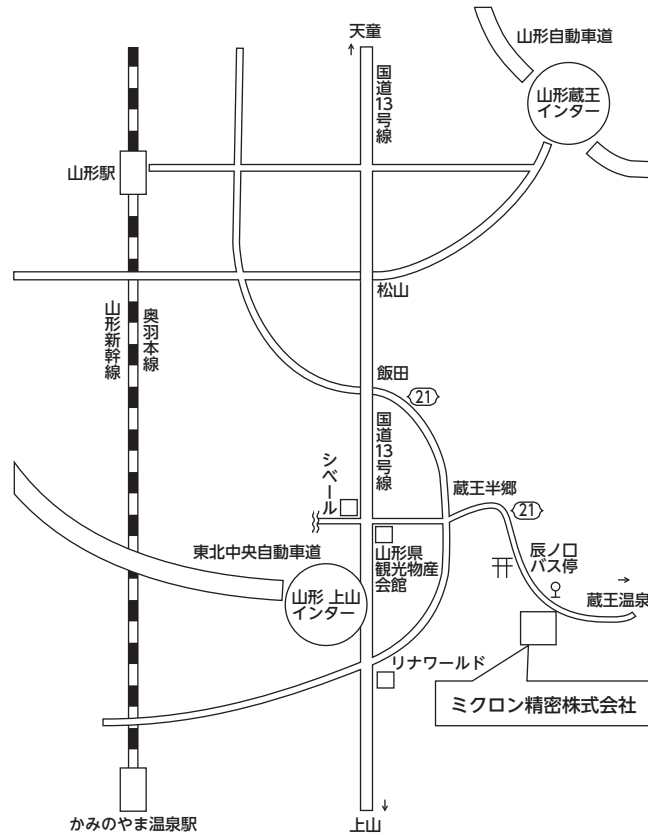 天童
↑
国道13号線
山形自動車道
山形蔵王
インター
山形駅
松山
山形新幹線
奥羽本線
飯田
21
国道13号線
シベール
蔵王半郷
21
東北中央自動車道
山形県
観光物産
会館
辰ノ口
バス停
→
蔵王温泉
山形 上山
インター
リナワールド
ミクロン精密株式会社
かみのやま温泉駅
↓
上山